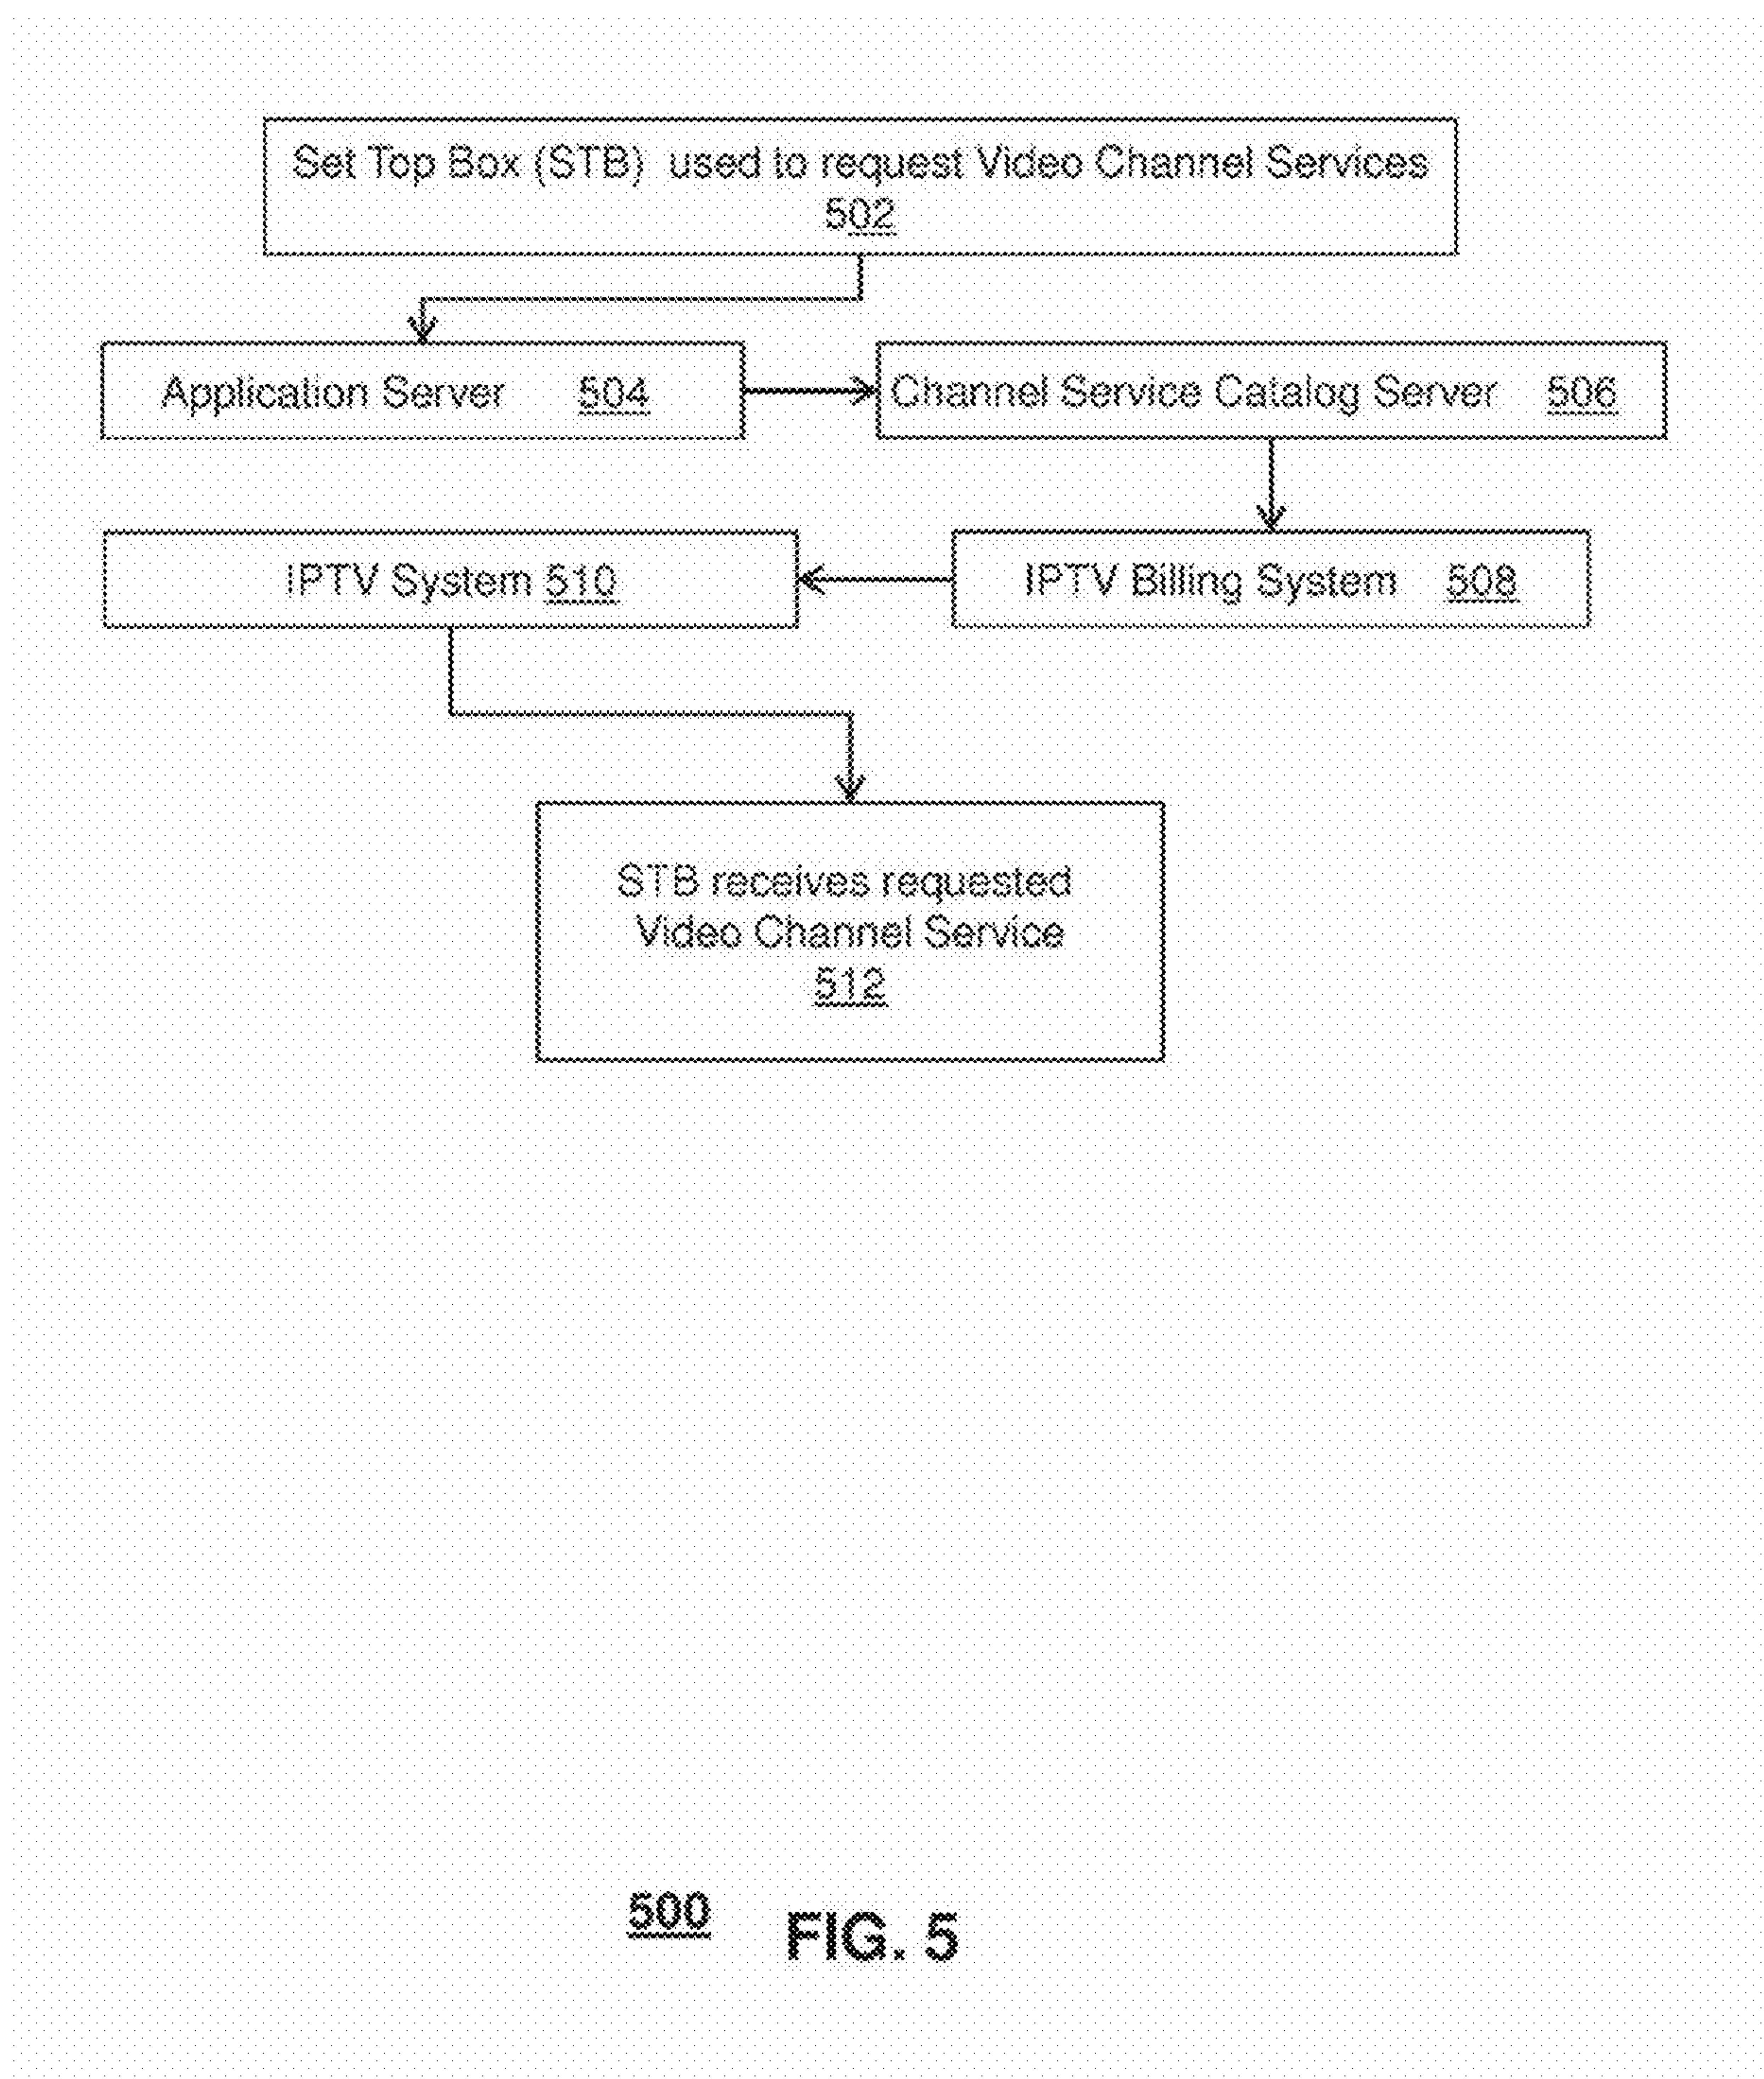 Set Top Box (STB) used to request Video Channel Services
502
Application Server 504
Channel Service Catalog Server 506
IPTV System 510
IPTV Billing System 508
STB receives requested
Video Channel Service
512
500
FIG. 5